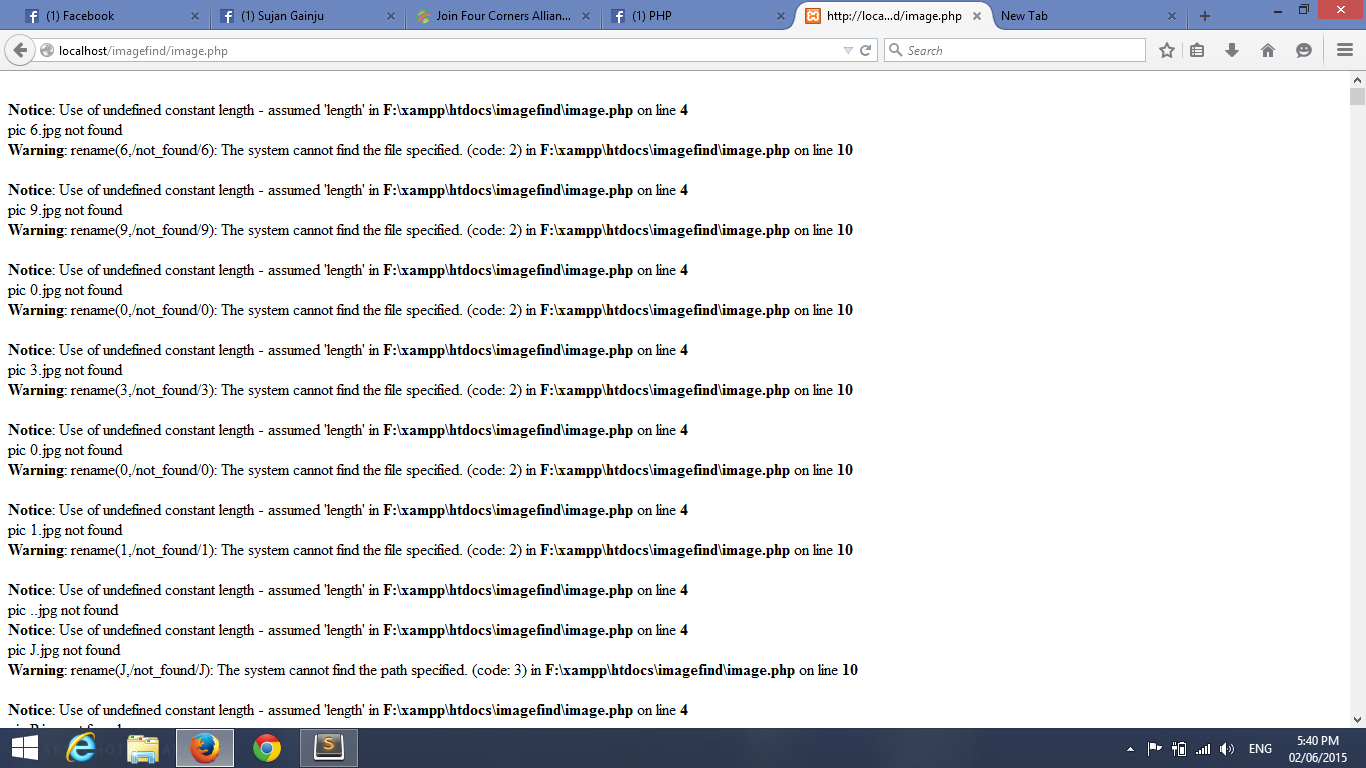 (1) Facebook
(1) Sujan Gainju
Join Four Corners Allian...
(1) PHP
http://loca...d/image.php
New Tab
localhost/imagefind/image.php
Search
Notice: Use of undefined constant length - assumed 'length' in F:\xampp\htdocs\imagefind\image.php on line 4
pic 6.jpg not found
Warning: rename(6,/not_found/6): The system cannot find the file specified. (code: 2) in F:\xampp\htdocs\imagefind\image.php on line 10
Notice: Use of undefined constant length - assumed 'length' in F:\xampp\htdocs\imagefind\image.php on line 4
pic 9.jpg not found
Warning: rename(9,/not_found/9): The system cannot find the file specified. (code: 2) in F:\xampp\htdocs\imagefind\image.php on line 10
Notice: Use of undefined constant length - assumed 'length' in F:\xampp\htdocs\imagefind\image.php on line 4
pic 0.jpg not found
Warning: rename(0,/not_found/0): The system cannot find the file specified. (code: 2) in F:\xampp\htdocs\imagefind\image.php on line 10
Notice: Use of undefined constant length - assumed 'length' in F:\xampp\htdocs\imagefind\image.php on line 4
pic 3.jpg not found
Warning: rename(3,/not_found/3): The system cannot find the file specified. (code: 2) in F:\xampp\htdocs\imagefind\image.php on line 10
Notice: Use of undefined constant length - assumed 'length' in F:\xampp\htdocs\imagefind\image.php on line 4
pic 0.jpg not found
Warning: rename(0,/not_found/0): The system cannot find the file specified. (code: 2) in F:\xampp\htdocs\imagefind\image.php on line 10
Notice: Use of undefined constant length - assumed 'length' in F:\xampp\htdocs\imagefind\image.php on line 4
pic 1.jpg not found
Warning: rename(1,/not_found/1): The system cannot find the file specified. (code: 2) in F:\xampp\htdocs\imagefind\image.php on line 10
Notice: Use of undefined constant length - assumed 'length' in F:\xampp\htdocs\imagefind\image.php on line 4
pic ..jpg not found
Notice: Use of undefined constant length - assumed 'length' in F:\xampp\htdocs\imagefind\image.php on line 4
pic J.jpg not found
Warning: rename(J,/not_found/J): The system cannot find the path specified. (code: 3) in F:\xampp\htdocs\imagefind\image.php on line 10
Notice: Use of undefined constant length - assumed 'length' in F:\xampp\htdocs\imagefind\image.php on line 4
ENG
5:40 PM
02/06/2015